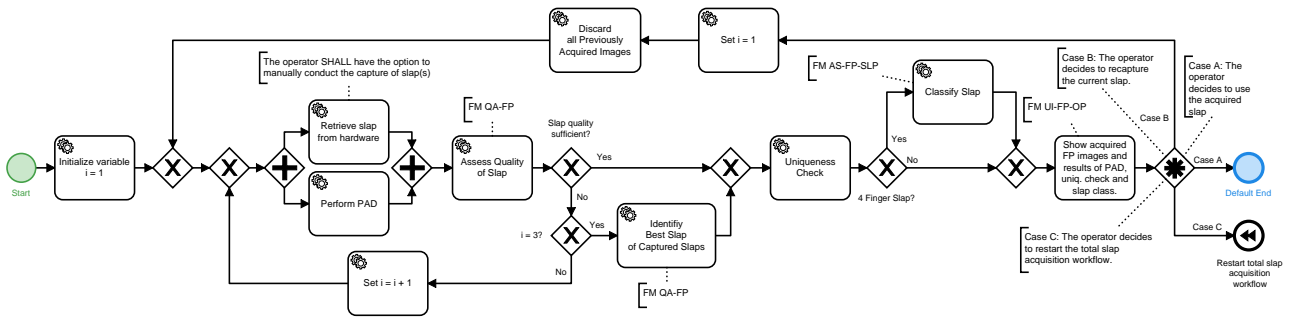 Discard
all Previously
Acquired Images
Set i = 1
The operator SHALL have the option to
manually conduct the capture of slap(s)
FM AS-FP-SLP
Case B: The operator
decides to recapture
the current slap.
Case A: The
operator
decides to use
the acquired
slap
Classify Slap
FM QA-FP
FM UI-FP-OP
Case B
Slap quality
sufficient?
Retrieve slap
from hardware
Yes
Start
Initialize variable
i = 1
Assess Quality
of Slap
Yes
Uniqueness
Check
No
Show acquired
FP images and
results of PAD,
uniq. check and
slap class.
Case A
Default End
Perform PAD
No
4 Finger Slap?
i = 3?
Yes
Identifiy
Best Slap
of Captured Slaps
Case C: The operator decides
to restart the total slap
acquisition workflow.
Case C
Restart total slap
acquisition
workflow
No
Set i = i + 1
FM QA-FP